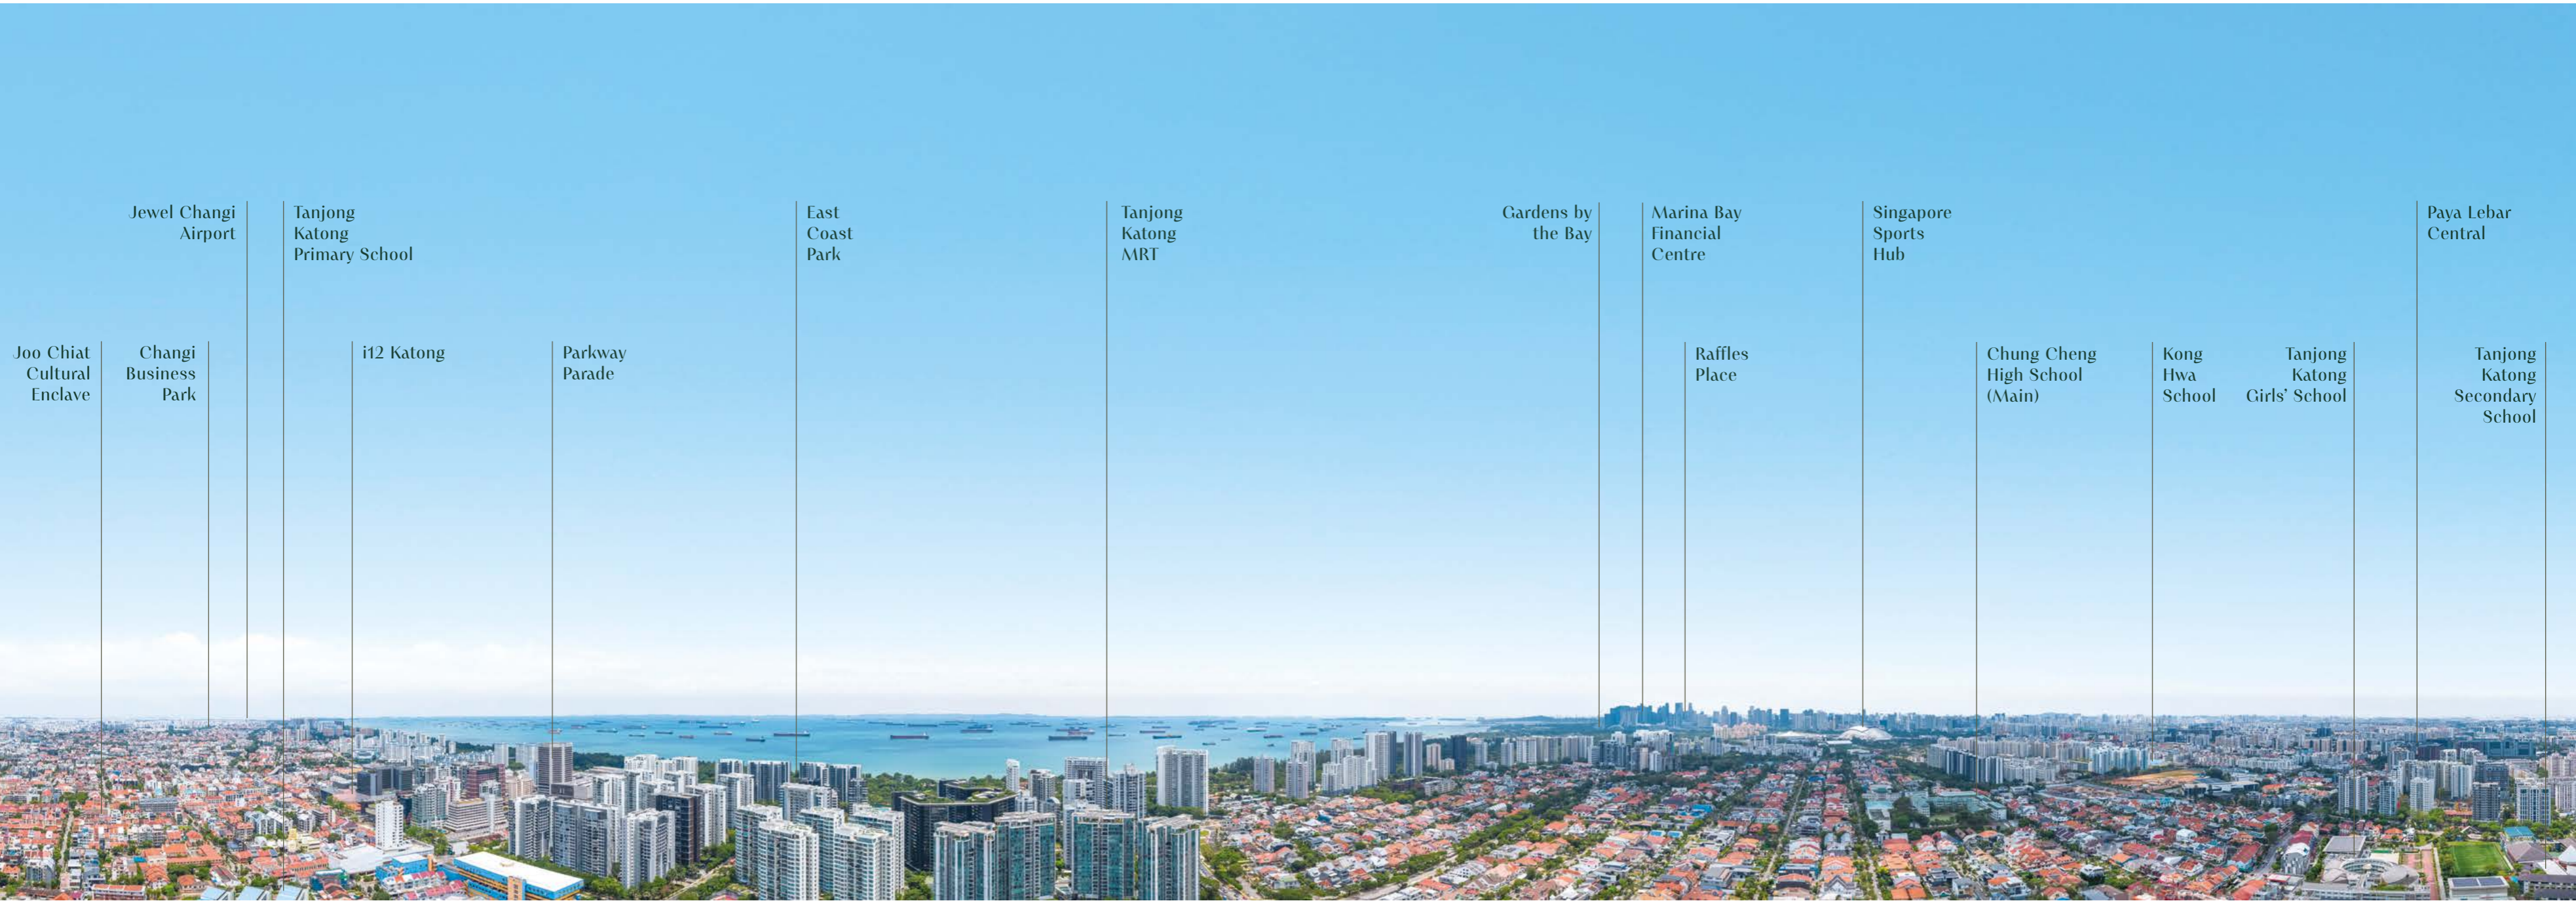 Jewel Changi
Airport
Tanjong
Katong
Primary School
East
Coast
Park
Tanjong
Katong
MRT
Gardens by
the Bay
Marina Bay
Financial
Centre
Singapore
Sports
Hub
Paya Lebar
Central
Joo Chiat
Cultural
Enclave
Changi
Business
Park
i12 Katong
Parkway
Parade
Raffles
Place
Chung Cheng
High School
(Main)
Kong
Hwa
School
Tanjong
Katong
Girls' School
Tanjong
Katong
Secondary
School